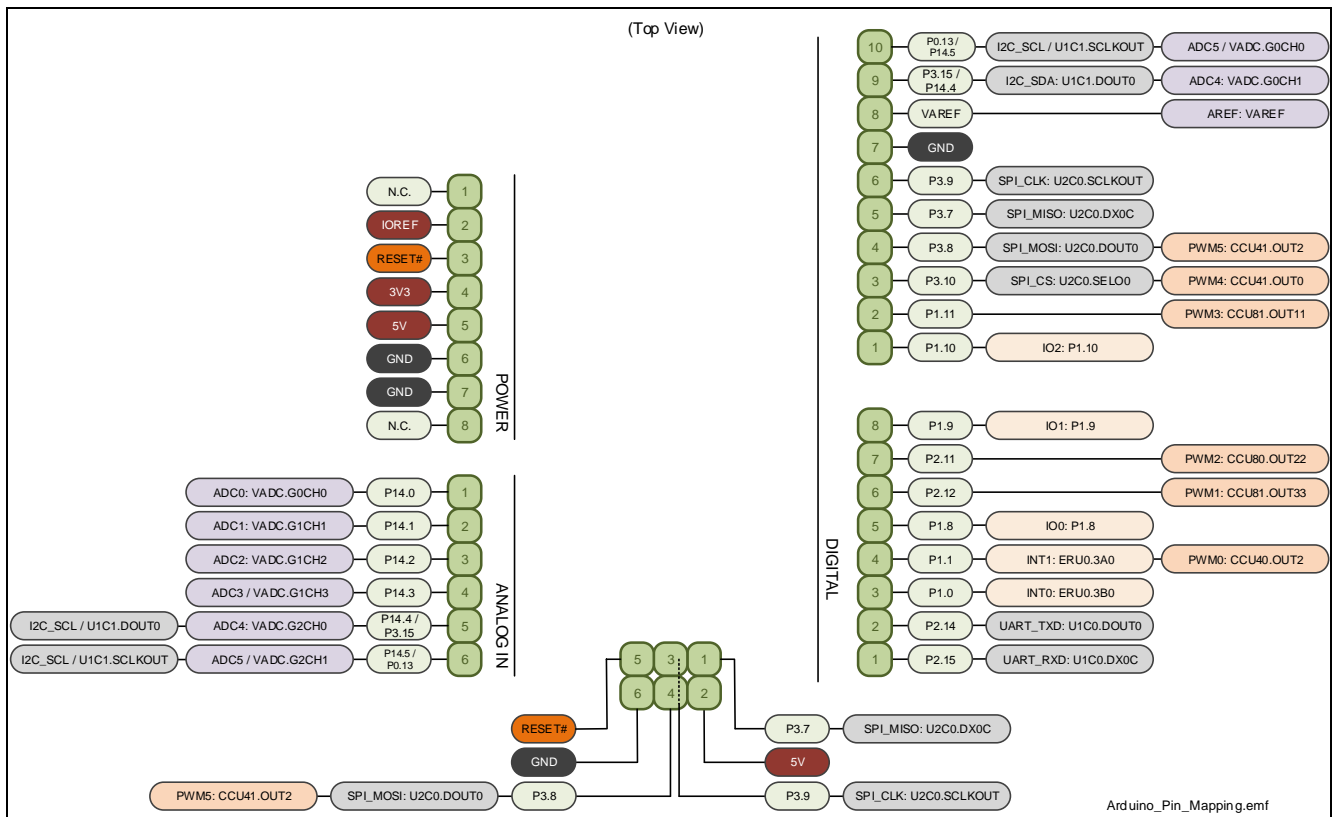 (Top View)
10 P0.13 / P14.5 I2C_SCL / U1C1.SCLKOUT ADC5 / VADC.G0CH0
9 P3.15 / P14.4 I2C_SDA: U1C1.DOUT0 ADC4: VADC.G0CH1
8 VAREF AREF: VAREF
7 GND
6 P3.9 SPI_CLK: U2C0.SCLKOUT
5 P3.7 SPI_MISO: U2C0.DX0C
4 P3.8 SPI_MOSI: U2C0.DOUT0 PWM5: CCU41.OUT2
3 P3.10 SPI_CS: U2C0.SELO0 PWM4: CCU41.OUT0
2 P1.11 PWM3: CCU81.OUT11
1 P1.10 IO2: P1.10
N.C. 1
IOREF 2
RESET# 3
3V3 4
5V 5
GND 6
GND 7
N.C. 8
POWER
8 P1.9 IO1: P1.9
7 P2.11 PWM2: CCU80.OUT22
6 P2.12 PWM1: CCU81.OUT33
5 P1.8 IO0: P1.8
4 P1.1 INT1: ERU0.3A0 PWM0: CCU40.OUT2
3 P1.0 INT0: ERU0.3B0
2 P2.14 UART_TXD: U1C0.DOUT0
1 P2.15 UART_RXD: U1C0.DX0C
DIGITAL
ADC0: VADC.G0CH0 P14.0 1
ADC1: VADC.G1CH1 P14.1 2
ADC2: VADC.G1CH2 P14.2 3
ADC3 / VADC.G1CH3 P14.3 4
I2C_SCL / U1C1.DOUT0 ADC4: VADC.G2CH0 P14.4 / P3.15 5
I2C_SCL / U1C1.SCLKOUT ADC5 / VADC.G2CH1 P14.5 / P0.13 6
ANALOG IN
5 3 1
6 4 2
RESET# P3.7 SPI_MISO: U2C0.DX0C
GND 5V
PWM5: CCU41.OUT2 SPI_MOSI: U2C0.DOUT0 P3.8 P3.9 SPI_CLK: U2C0.SCLKOUT
Arduino_Pin_Mapping.emf